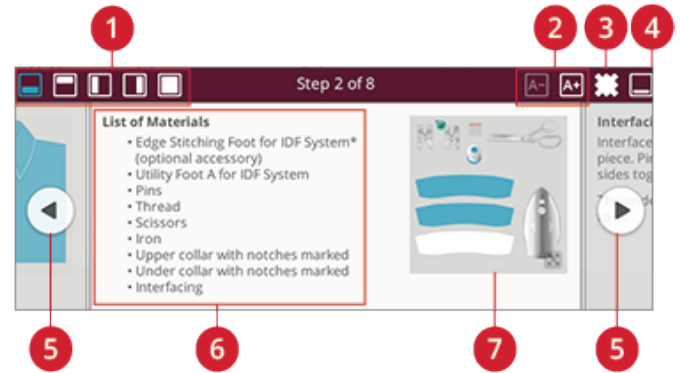 1
2
3
4
Step 2 of 8
A-
A+
List of Materials
• Edge Stitching Foot for IDF System*
(optional accessory)
• Utility Foot A for IDF System
• Pins
• Thread
• Scissors
• Iron
• Upper collar with notches marked
• Under collar with notches marked
• Interfacing
Interfaci
Interface
piece. Pi
sides tog
5
6
7
5